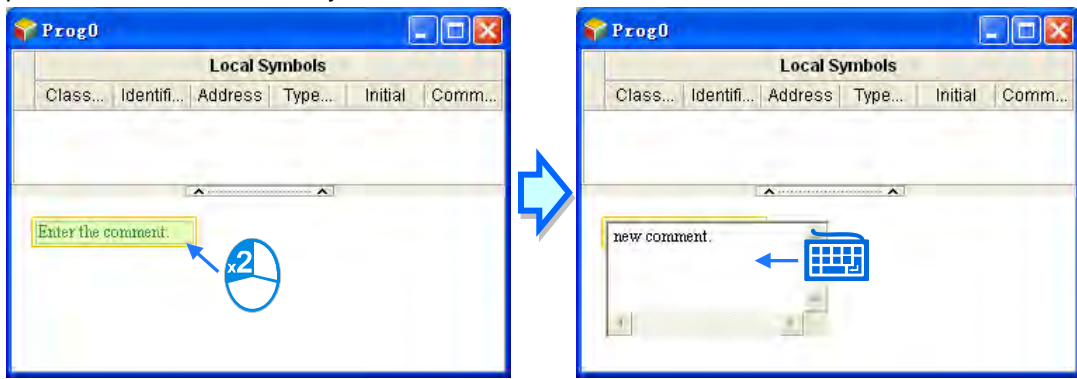 Prog0
Local Symbols
Class... Identifi... Address Type... Initial Comm...
Enter the comment.
x2
Prog0
Local Symbols
Class... Identifi... Address Type... Initial Comm...
new comment.